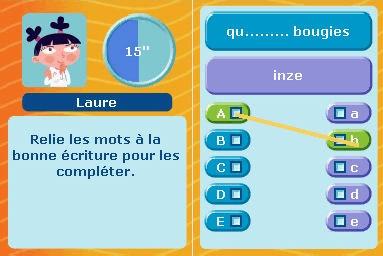 15"
Laure
Relie les mots à la
bonne écriture pour les
compléter.
qu......... bougies
inze
A a
B b
C c
D d
E e